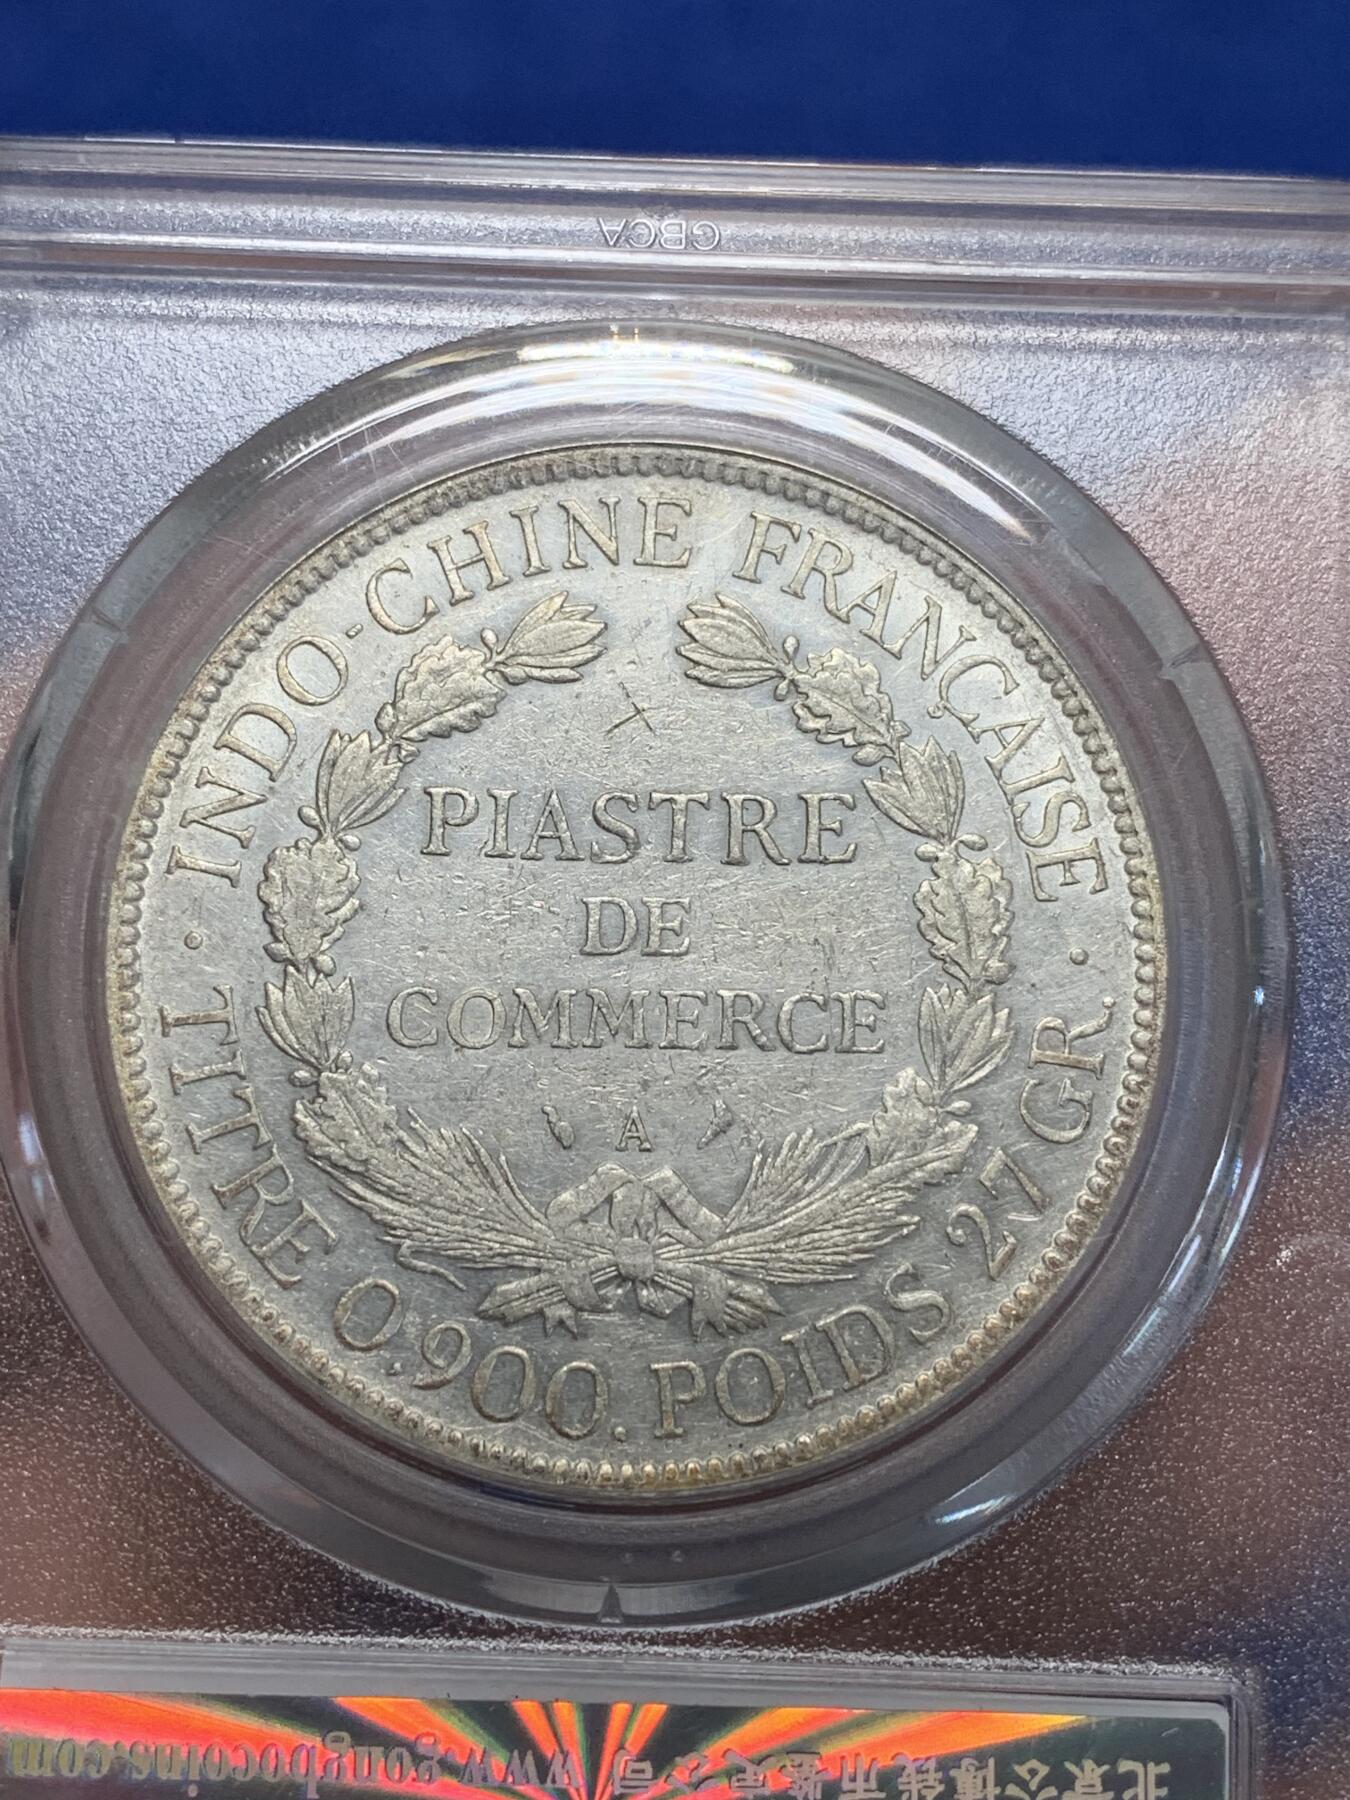 GBCA
INDO-CHINE FRANÇAISE
PIASTRE
DE
COMMERCE
A
TITRE 0.900. POIDS 27 GR.
北京公博钱币鉴定公司 www.gongbocoins.com